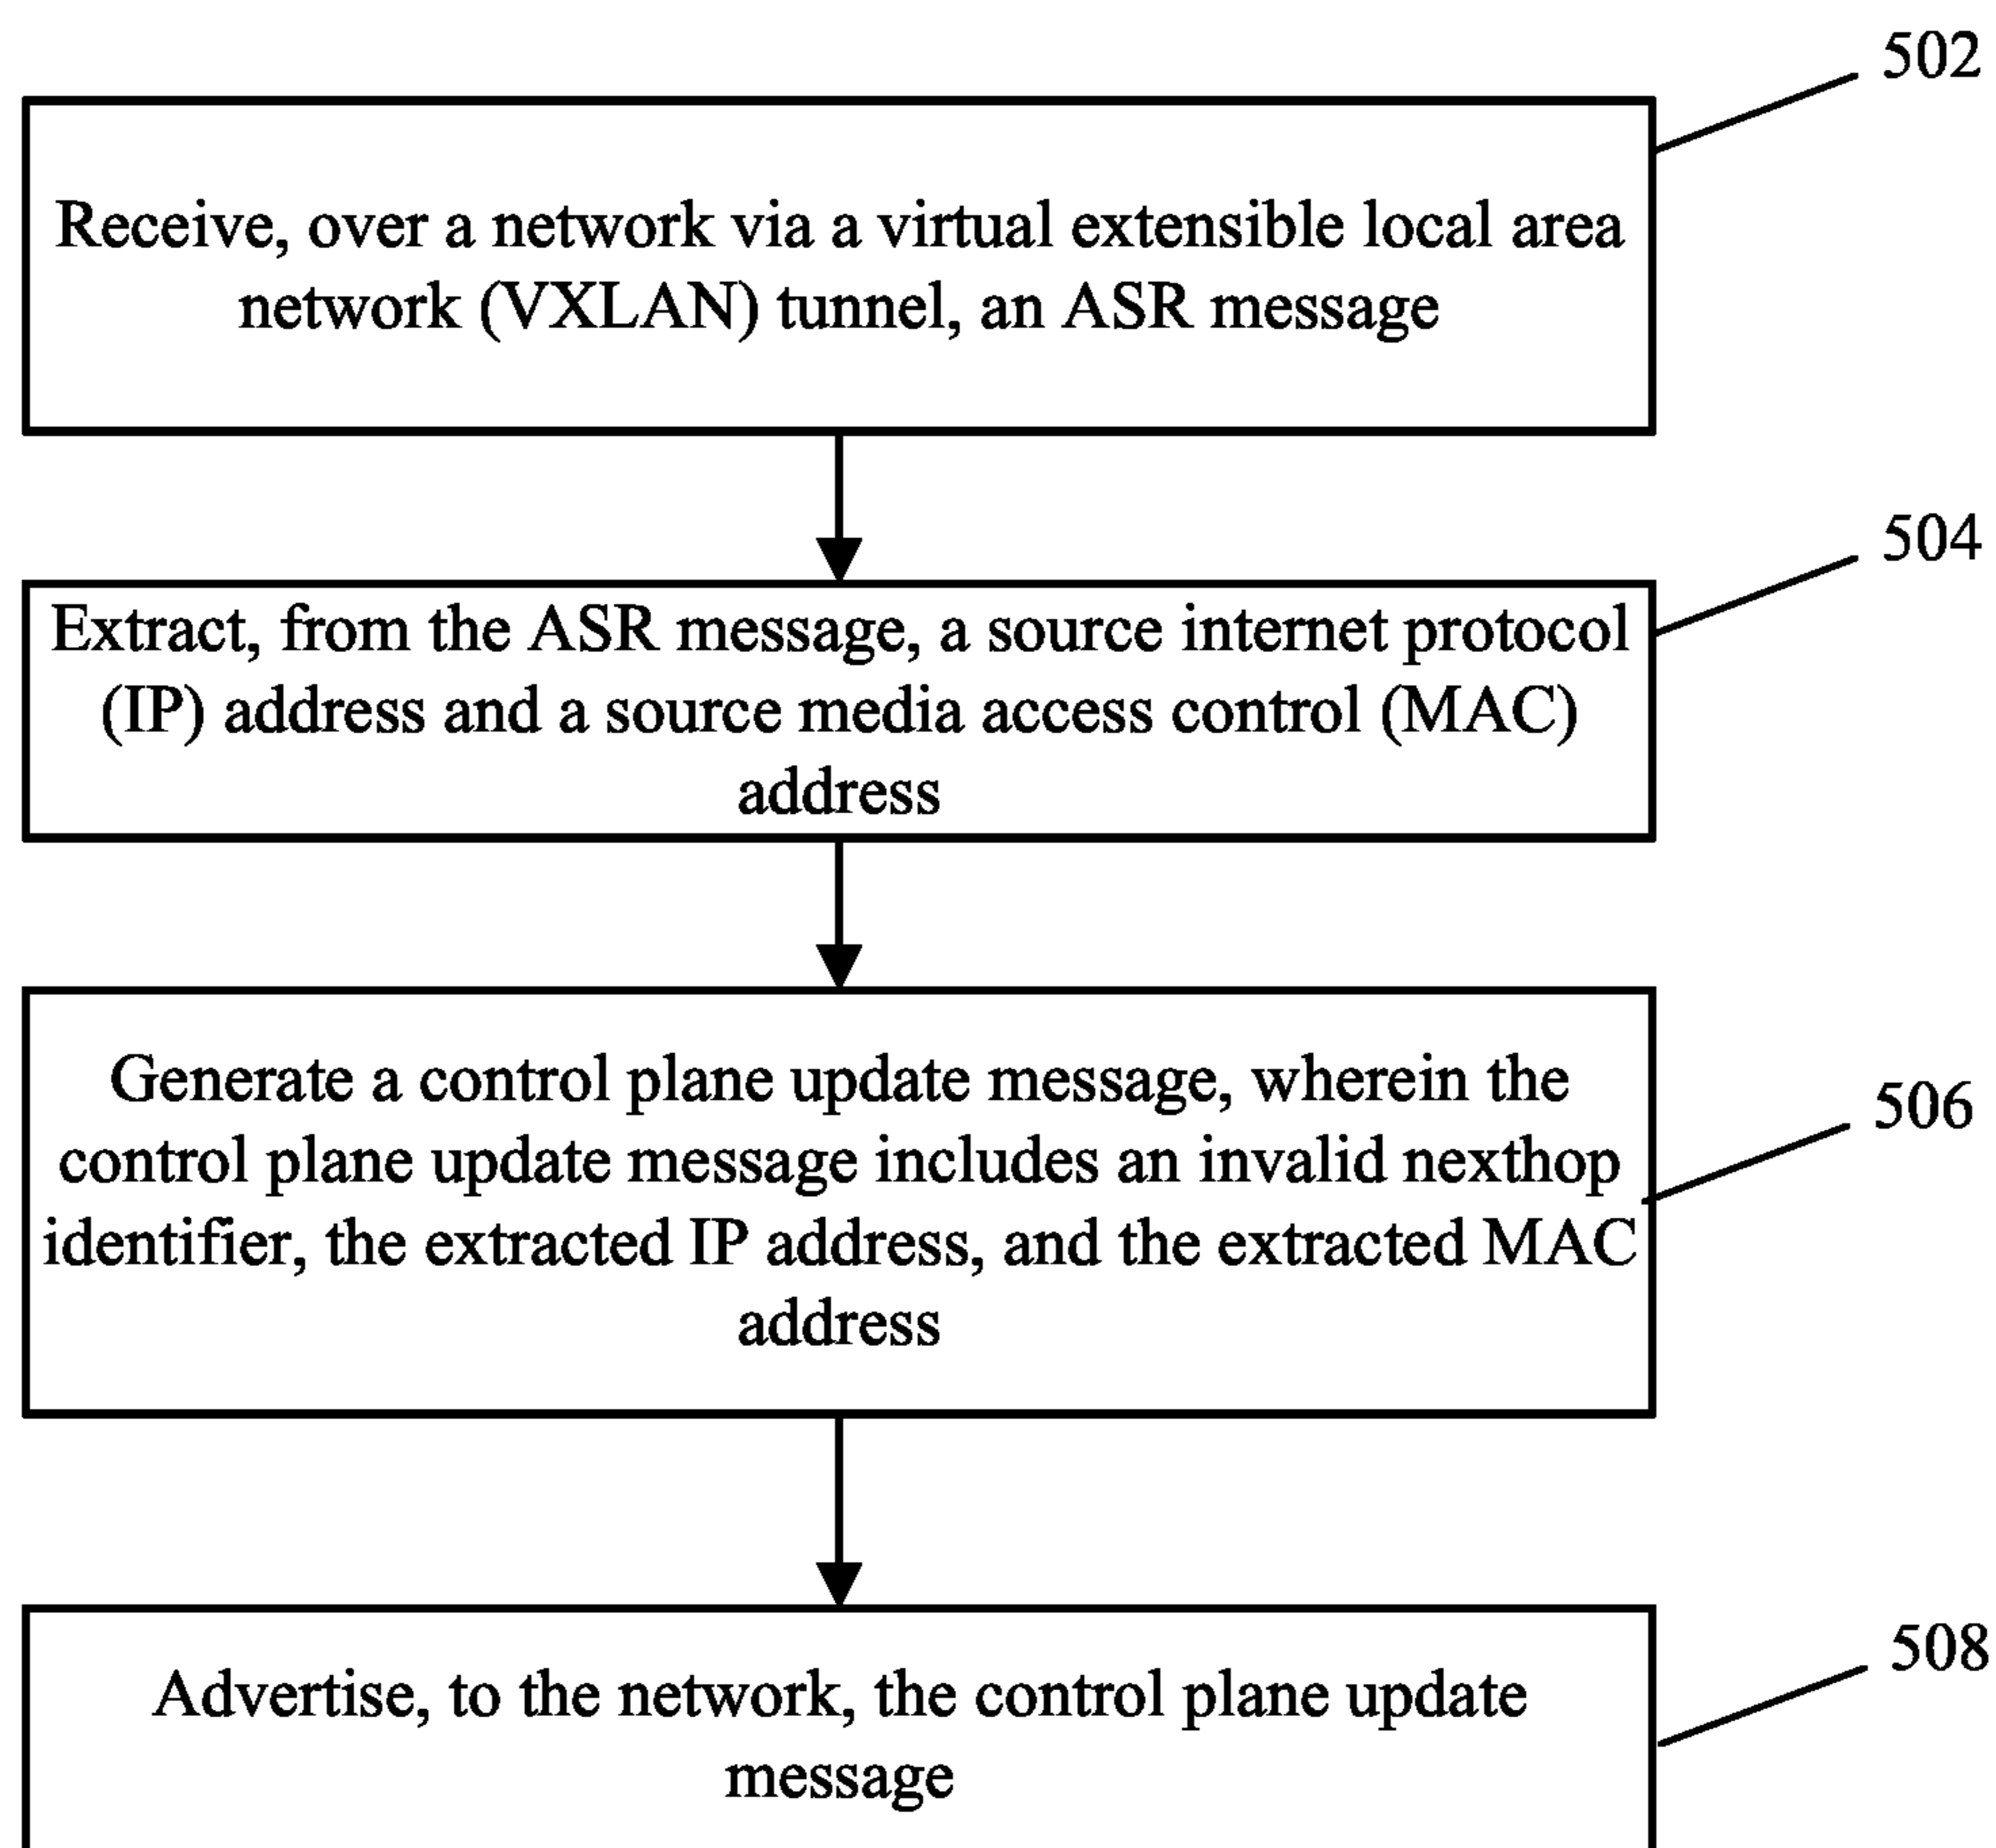 502
Receive, over a network via a virtual extensible local area
network (VXLAN) tunnel, an ASR message
504
Extract, from the ASR message, a source internet protocol
(IP) address and a source media access control (MAC)
address
506
Generate a control plane update message, wherein the
control plane update message includes an invalid nexthop
identifier, the extracted IP address, and the extracted MAC
address
508
Advertise, to the network, the control plane update
message